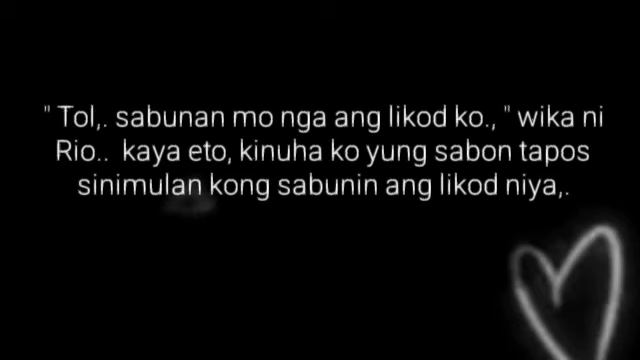 " Tol,. sabunan mo nga ang likod ko., " wika ni
Rio.. kaya eto, kinuha ko yung sabon tapos
sinimulan kong sabunin ang likod niya,.